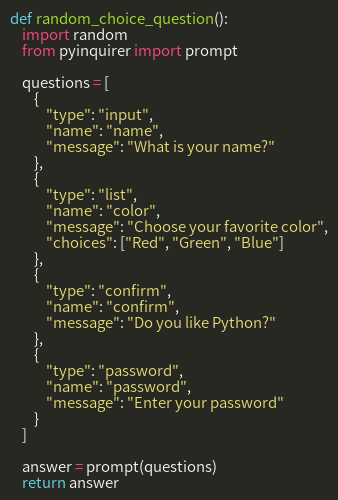 def random_choice_question():
    import random
    from pyinquirer import prompt

    questions = [
        {
            "type": "input",
            "name": "name",
            "message": "What is your name?"
        },
        {
            "type": "list",
            "name": "color",
            "message": "Choose your favorite color",
            "choices": ["Red", "Green", "Blue"]
        },
        {
            "type": "confirm",
            "name": "confirm",
            "message": "Do you like Python?"
        },
        {
            "type": "password",
            "name": "password",
            "message": "Enter your password"
        }
    ]

    answer = prompt(questions)
    return answer